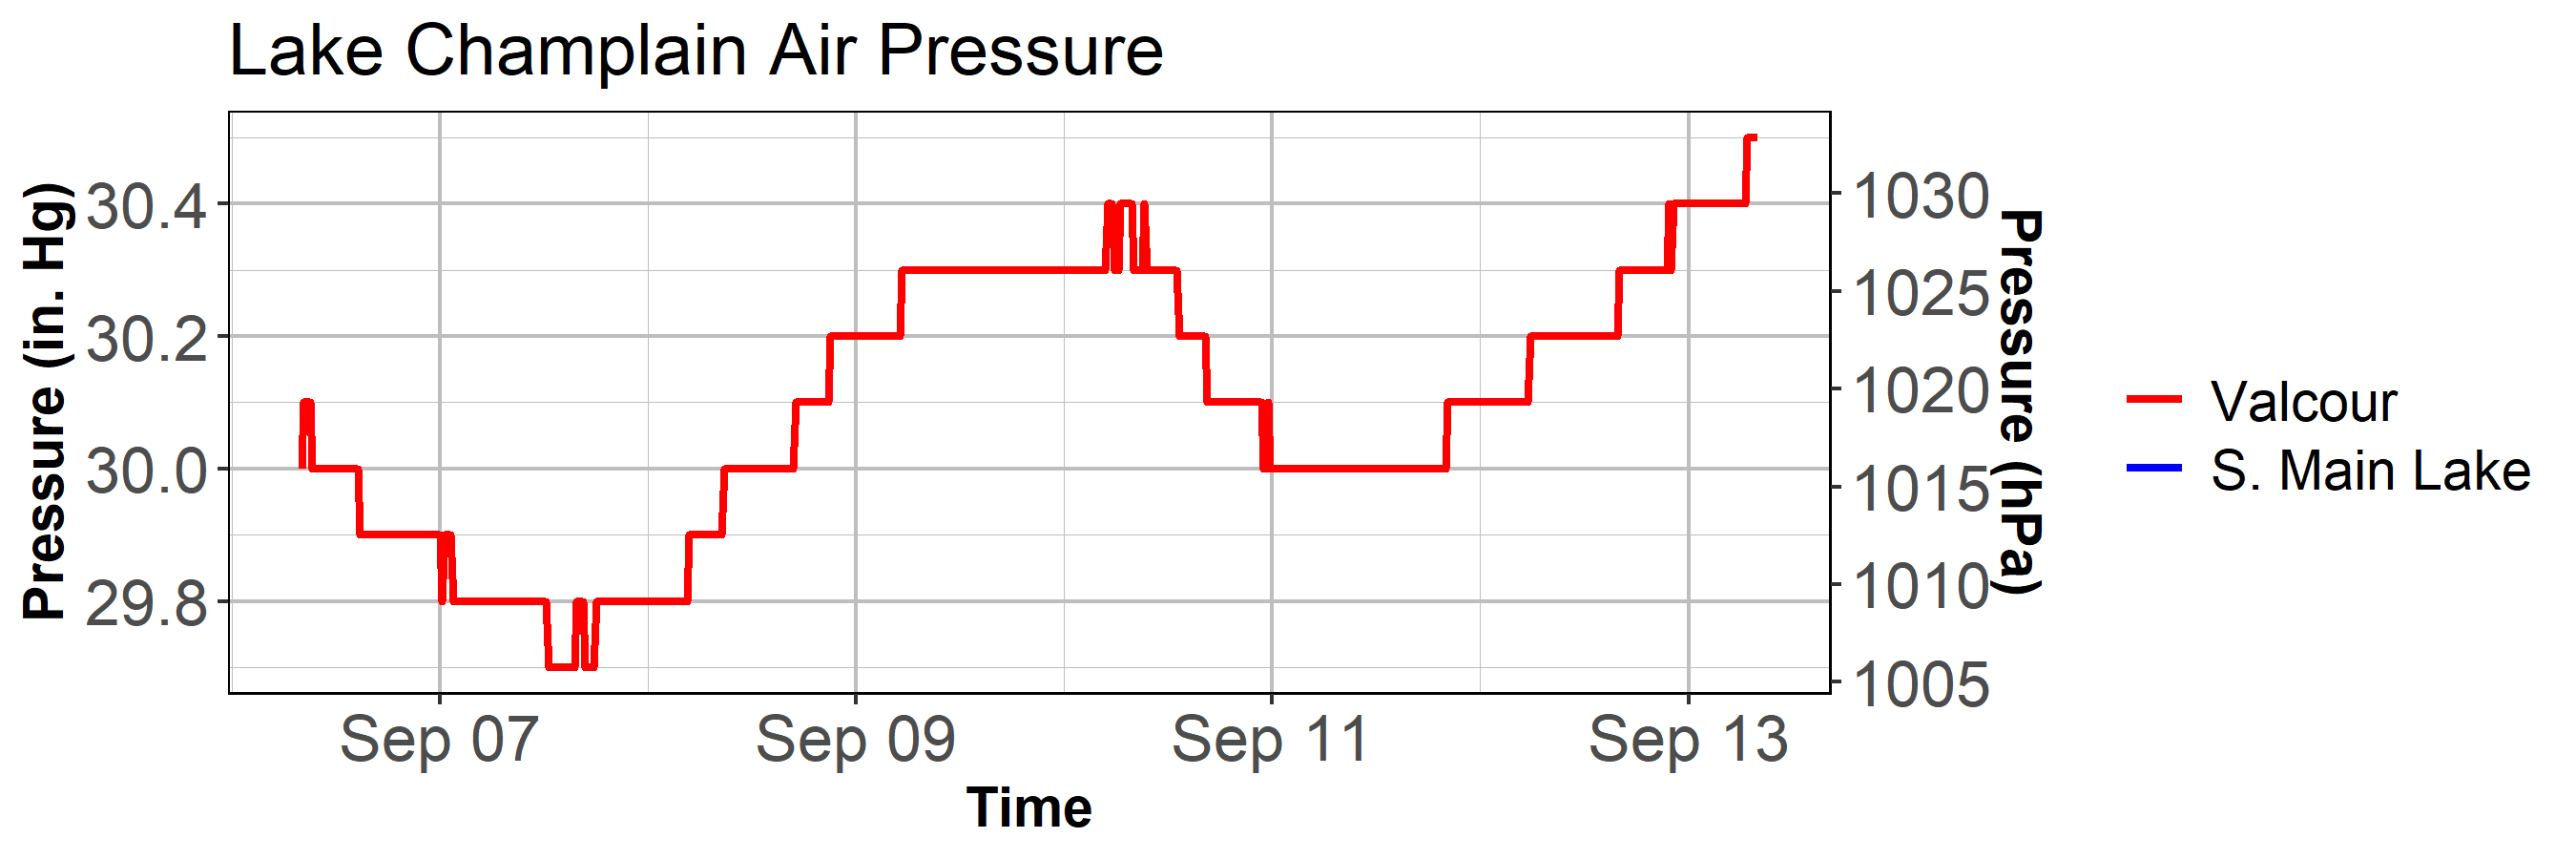 Lake Champlain Air Pressure
Pressure (in. Hg)
30.4
30.2
30.0
29.8
1030
1025
1020
1015
1010
1005
Pressure (hPa)
Valcour
S. Main Lake
Sep 07 Sep 09 Sep 11 Sep 13
Time